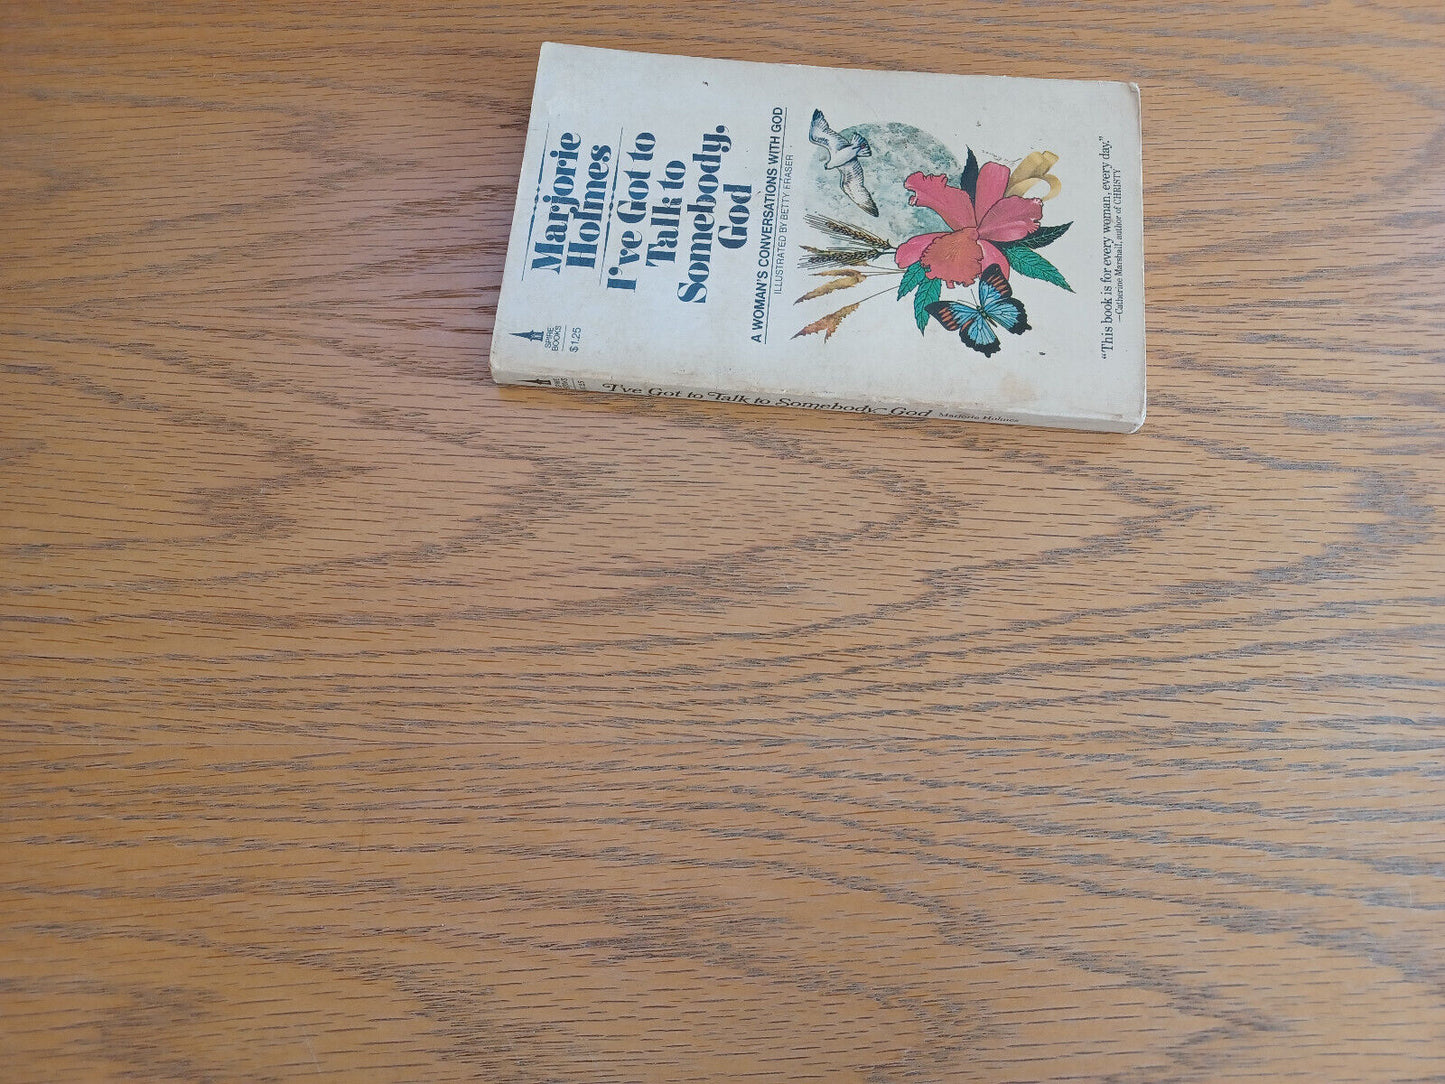 SPIRE
BOOKS
$1.25
Marjorie
Holmes
I've Got to
Talk to
Somebody,
God
A WOMAN'S CONVERSATIONS WITH GOD
ILLUSTRATED BY BETTY FRASER
"This book is for every woman, every day."
—Catherine Marshall, author of CHRISTY
I've Got to Talk to Somebody, God Marjorie Holmes